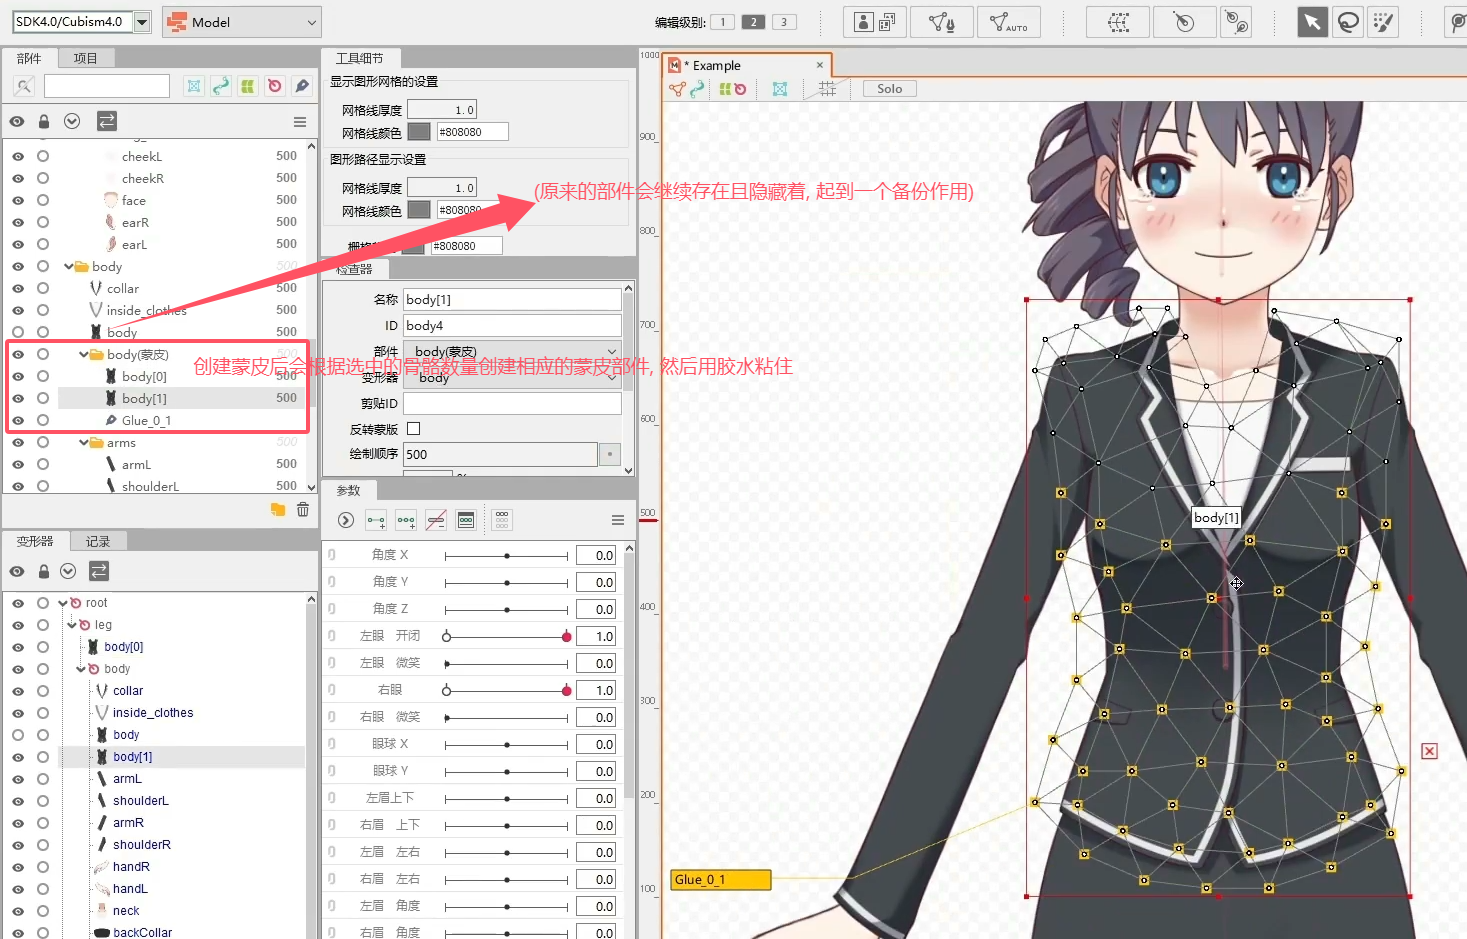 SDK4.0/Cubism4.0
Model
编辑级别:
1
2
3
AUTO
部件
项目
cheekL
500
cheekR
500
face
500
earR
500
earL
500
body
500
collar
500
inside_clothes
500
body
500
body(蒙皮)
500
body[0]
500
body[1]
500
Glue_0_1
arms
500
armL
500
shoulderL
500
变形器
记录
root
leg
body[0]
body
collar
inside_clothes
body
body[1]
armL
shoulderL
armR
shoulderR
handR
handL
neck
backCollar
工具细节
显示图形网格的设置
网格线厚度
1.0
网格线颜色
#808080
图形路径显示设置
网格线厚度
1.0
网格线颜色
#808080
#808080
检查器
名称
body[1]
ID
body4
部件
body(蒙皮)
变形器
body
剪贴ID
反转蒙版
绘制顺序
500
%
参数
角度 X
0.0
角度 Y
0.0
角度 Z
0.0
左眼 开闭
1.0
左眼 微笑
0.0
右眼
1.0
右眼 微笑
0.0
眼球 X
0.0
眼球 Y
0.0
左眉上下
0.0
右眉 上下
0.0
左眉 左右
0.0
右眉 左右
0.0
左眉 角度
0.0
右眉 角度
0.0
1000
900
800
700
600
500
400
300
200
100
* Example
Solo
(原来的部件会继续存在且隐藏着, 起到一个备份作用)
创建蒙皮后会根据选中的骨骼数量创建相应的蒙皮部件, 然后用胶水粘住
body[1]
Glue_0_1